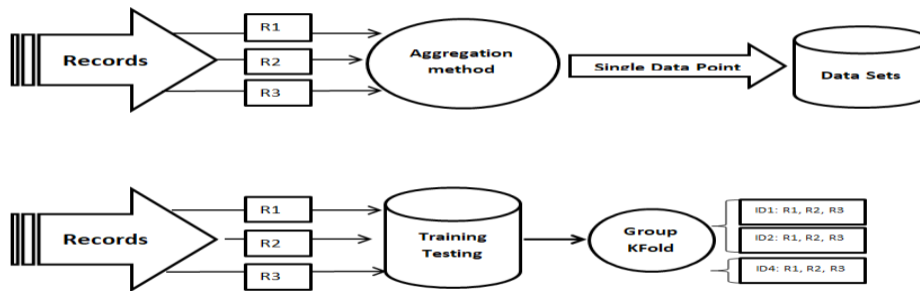 R1
Records
R2
R3
Aggregation
method
Single Data Point
Data Sets
R1
Records
R2
R3
Training
Testing
Group
KFold
ID1: R1, R2, R3
ID2: R1, R2, R3
ID4: R1, R2, R3